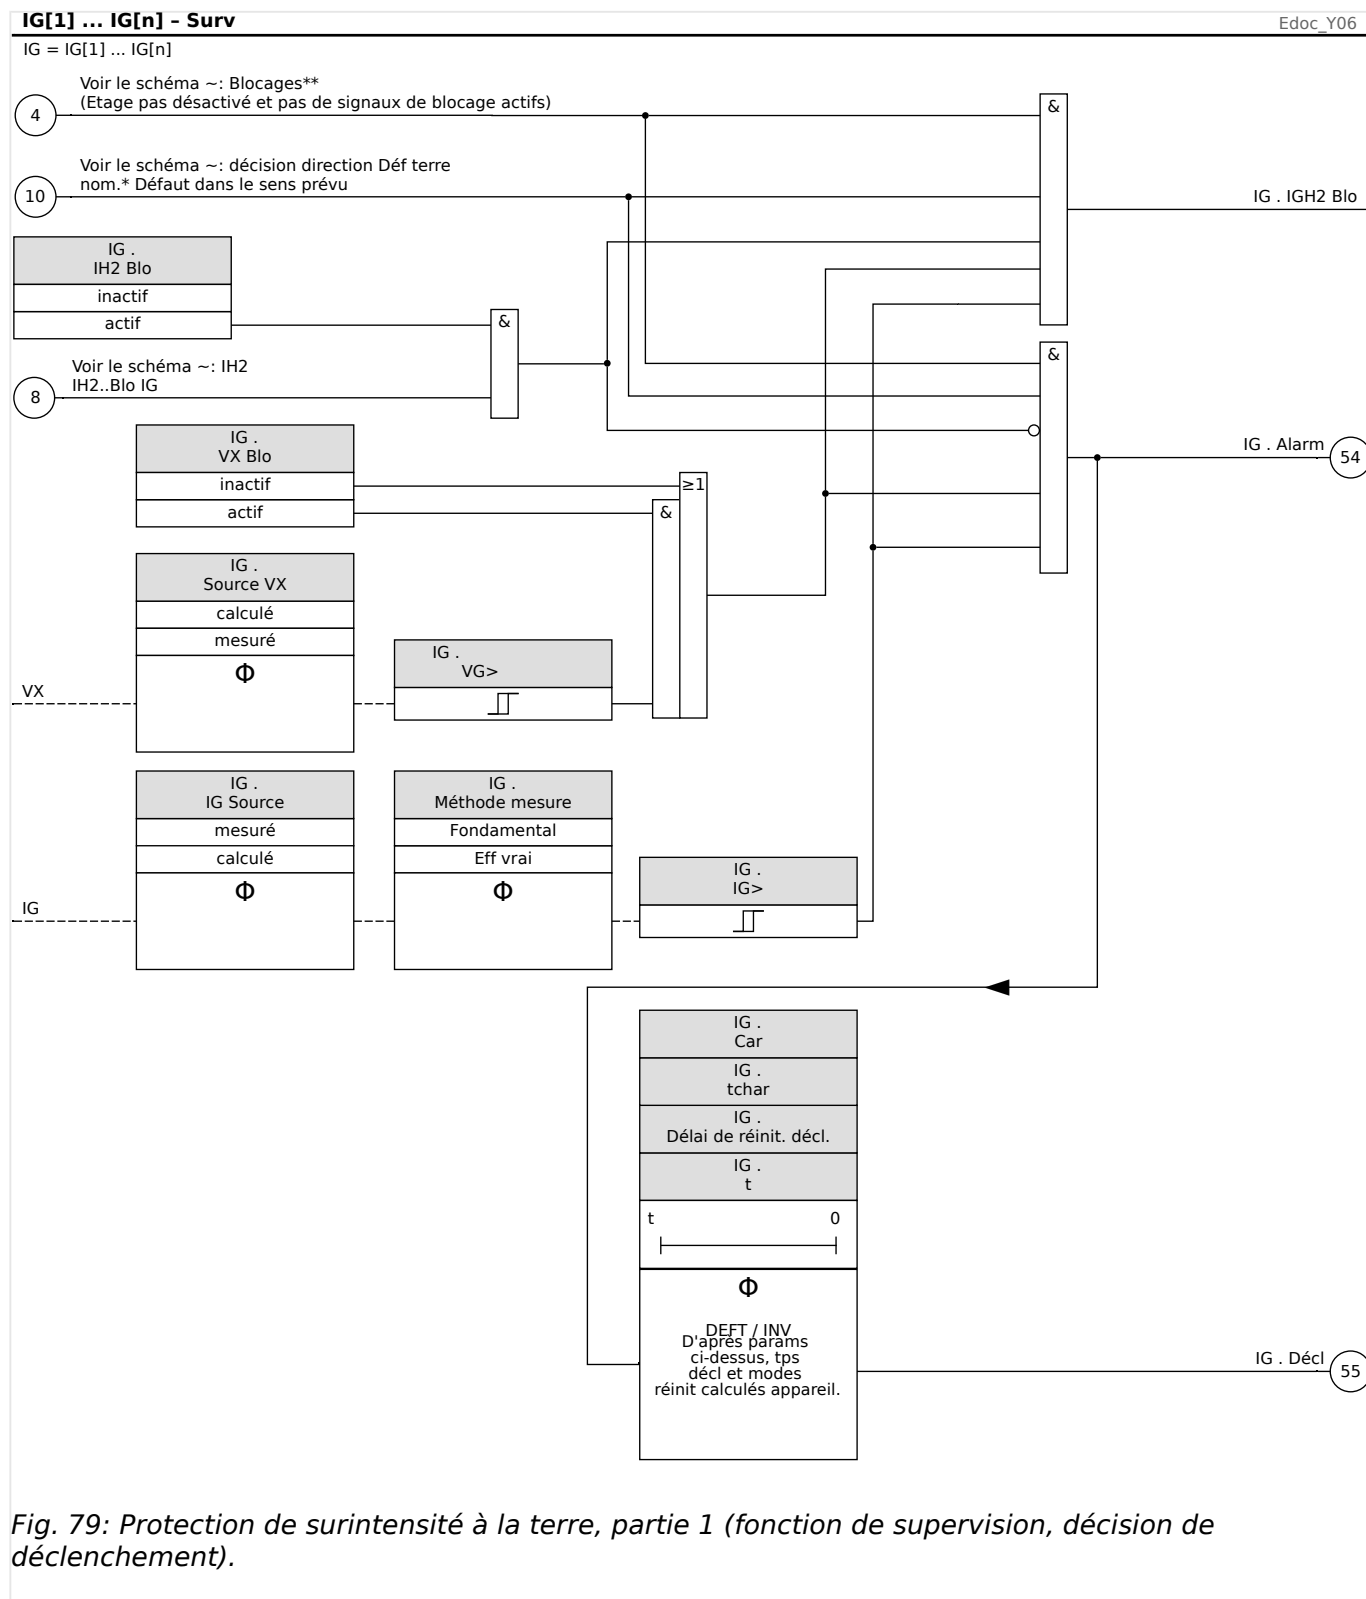 IG[1] ... IG[n] – Surv
Edoc_Y06
IG = IG[1] ... IG[n]
Voir le schéma ~: Blocages**
(Etage pas désactivé et pas de signaux de blocage actifs)
4
&
Voir le schéma ~: décision direction Déf terre
nom.* Défaut dans le sens prévu
10
IG . IGH2 Blo
IG .
IH2 Blo
inactif
actif
&
&
Voir le schéma ~: IH2
IH2..Blo IG
8
IG .
VX Blo
inactif
actif
≥1
&
IG . Alarm
54
IG .
Source VX
calculé
mesuré
Φ
VX
IG .
VG>
IG .
IG Source
mesuré
calculé
Φ
IG
IG .
Méthode mesure
Fondamental
Eff vrai
Φ
IG .
IG>
IG .
Car
IG .
tchar
IG .
Délai de réinit. décl.
IG .
t
t 0
Φ
DEFT / INV
D'après params
ci-dessus, tps
décl et modes
réinit calculés appareil.
IG . Décl
55
Fig. 79: Protection de surintensité à la terre, partie 1 (fonction de supervision, décision de
déclenchement).